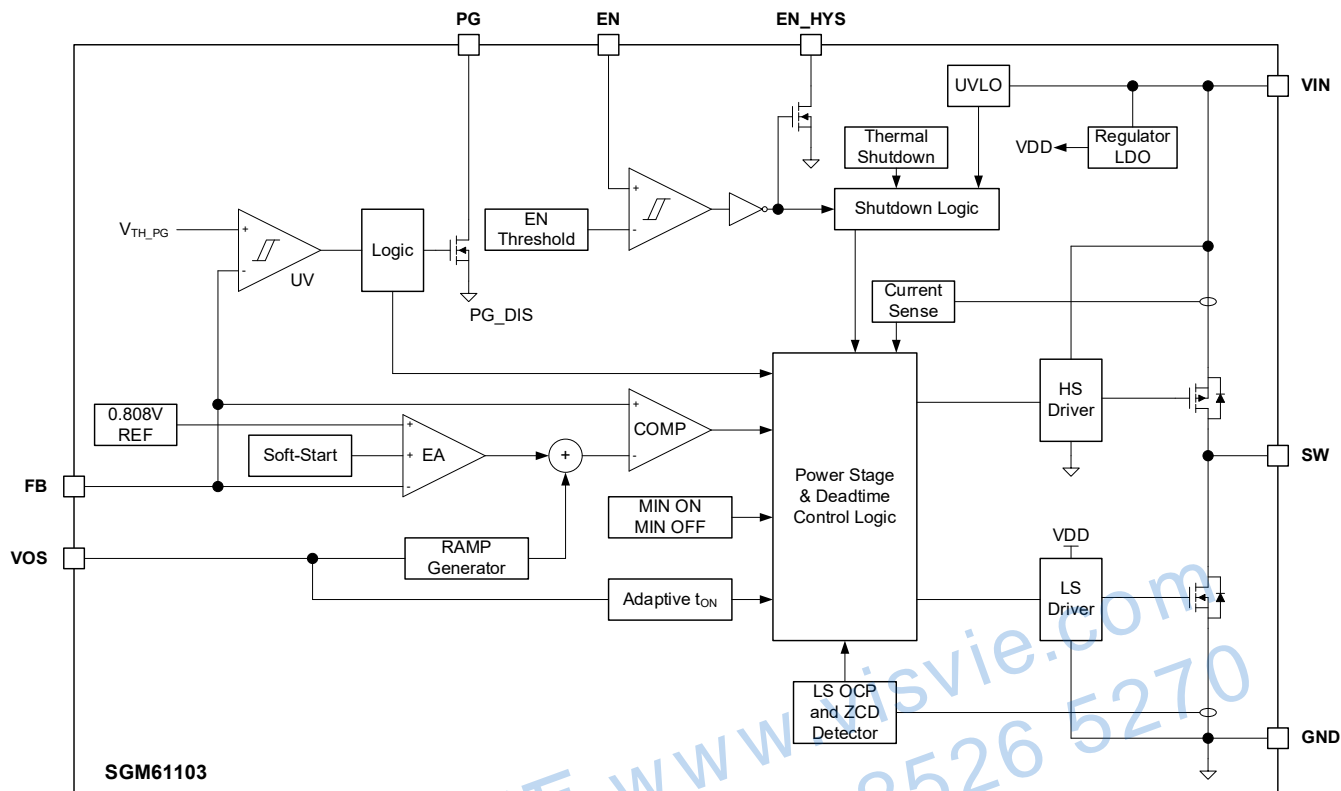 PG
EN
EN_HYS
UVLO
VIN
Thermal
Shutdown
VDD
Regulator
LDO
VTH_PG
+
-
UV
Logic
PG_DIS
EN
Threshold
+
-
Shutdown Logic
Current
Sense
0.808V
REF
Soft-Start
+
+
-
EA
+
+
-
COMP
HS
Driver
FB
SW
Power Stage
& Deadtime
Control Logic
MIN ON
MIN OFF
VOS
RAMP
Generator
VDD
Adaptive tON
LS
Driver
LS OCP
and ZCD
Detector
GND
SGM61103
www.visvie.com
3526 5270